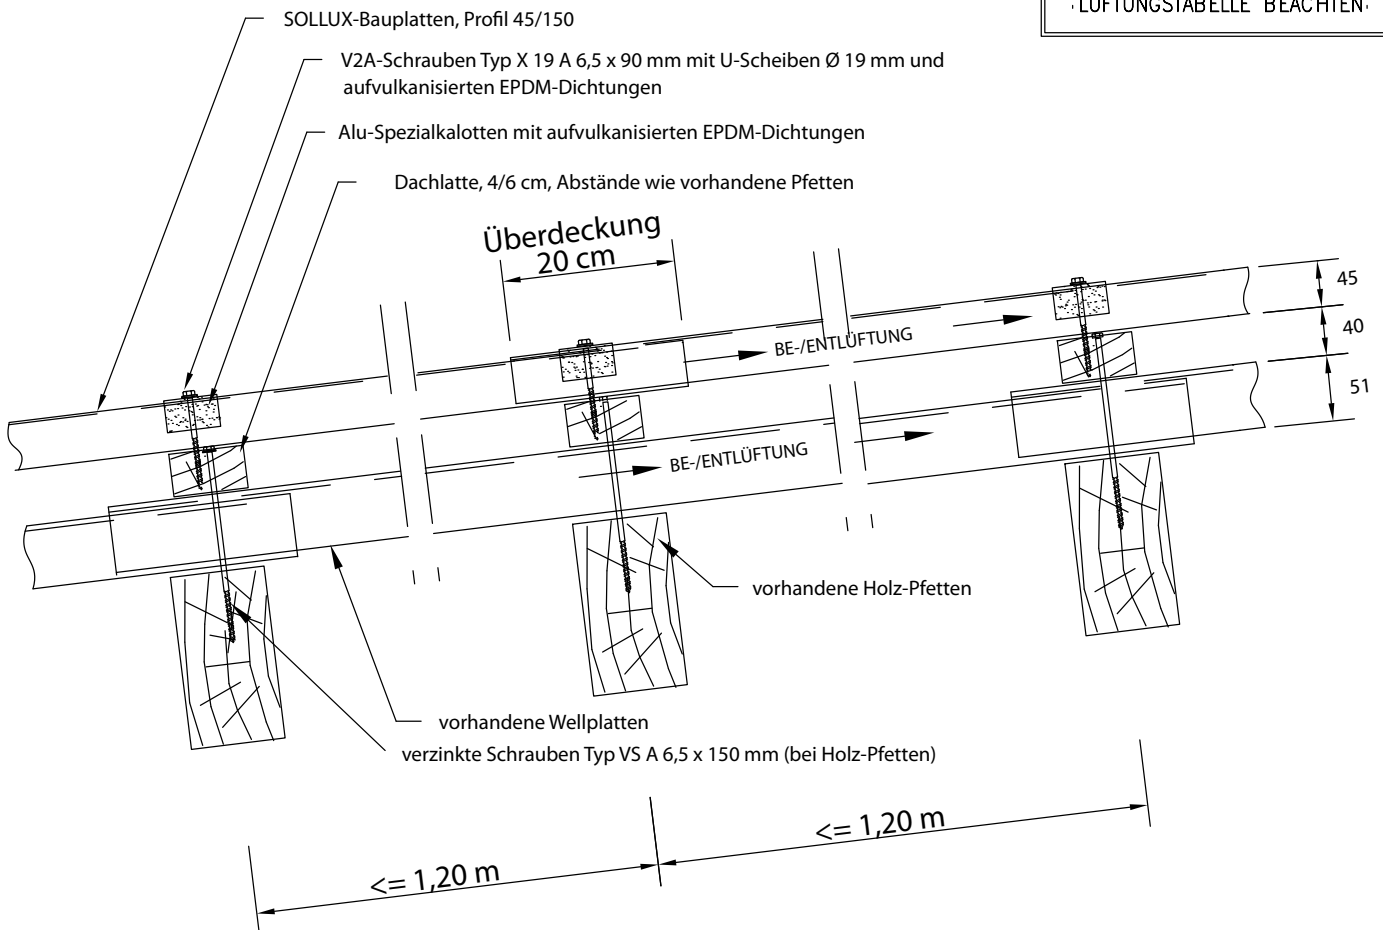 LÜFTUNGSTABELLE BEACHTEN
SOLLUX-Bauplatten, Profil 45/150
V2A-Schrauben Typ X 19 A 6,5 x 90 mm mit U-Scheiben Ø 19 mm und
aufvulkanisierten EPDM-Dichtungen
Alu-Spezialkalotten mit aufvulkanisierten EPDM-Dichtungen
Dachlatte, 4/6 cm, Abstände wie vorhandene Pfetten
Überdeckung
20 cm
45
40
51
BE-/ENTLÜFTUNG
BE-/ENTLÜFTUNG
vorhandene Holz-Pfetten
vorhandene Wellplatten
verzinkte Schrauben Typ VS A 6,5 x 150 mm (bei Holz-Pfetten)
<= 1,20 m
<= 1,20 m